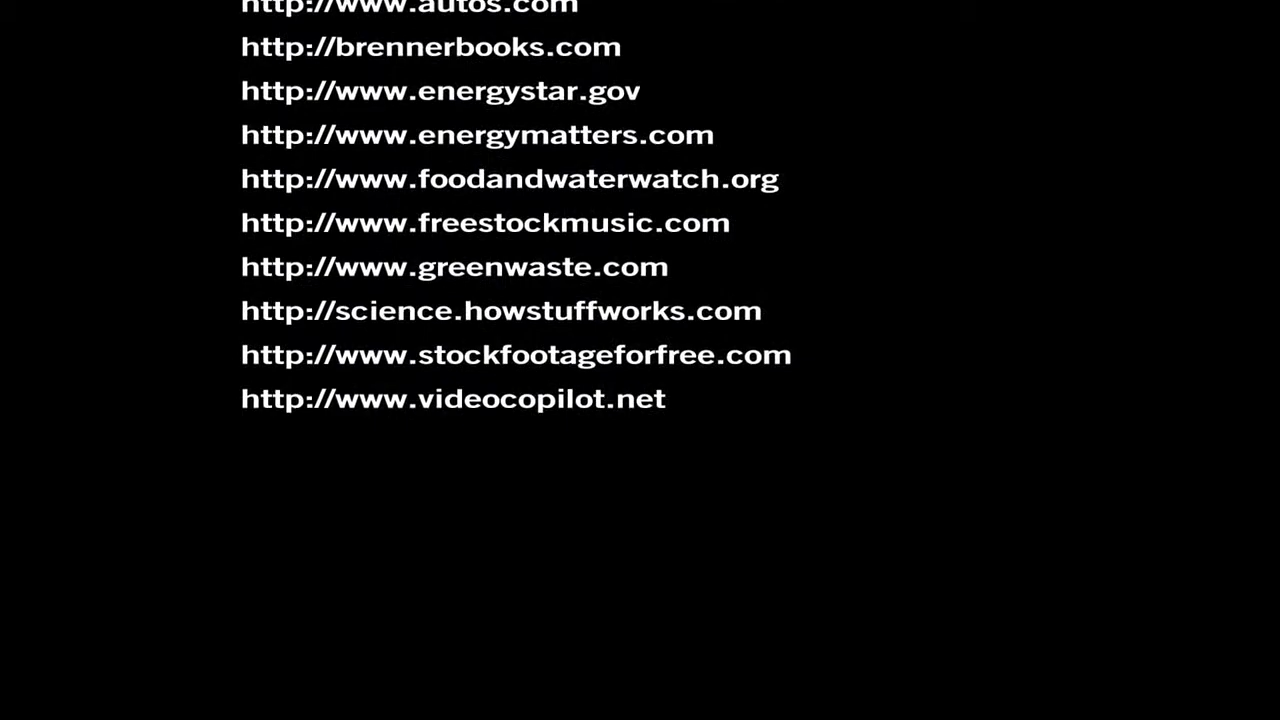 http://www.autos.com
http://brennerbooks.com
http://www.energystar.gov
http://www.energymatters.com
http://www.foodandwaterwatch.org
http://www.freestockmusic.com
http://www.greenwaste.com
http://science.howstuffworks.com
http://www.stockfootageforfree.com
http://www.videocopilot.net